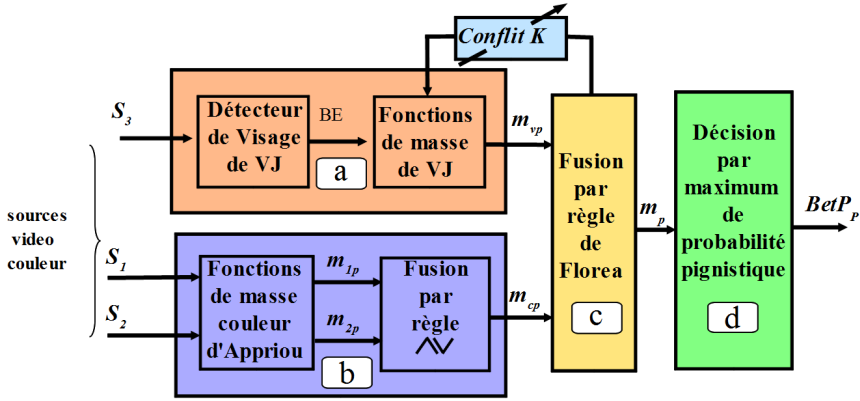 Conflit K
S3
Détecteur
de Visage
de VJ
BE
Fonctions
de masse
de VJ
a
mvp
sources
video
couleur
S1
S2
Fonctions
de masse
couleur
d'Appriou
m1p
m2p
Fusion
par
règle
b
mcp
Fusion
par
règle
de
Florea
c
mp
Décision
par
maximum
de
probabilité
pignistique
d
BetPP